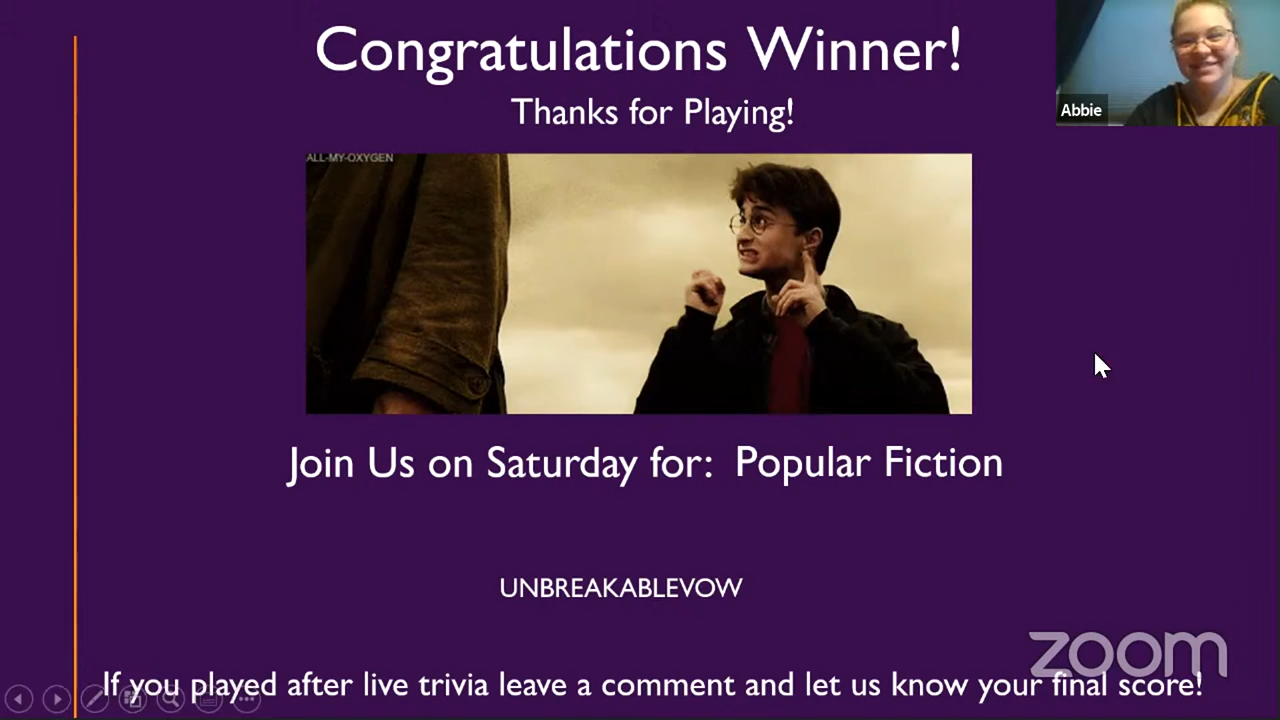 Congratulations Winner!
Thanks for Playing!
Abbie
ALL-MY-OXYGEN
Join Us on Saturday for: Popular Fiction
UNBREAKABLEVOW
zoom
If you played after live trivia leave a comment and let us know your final score!